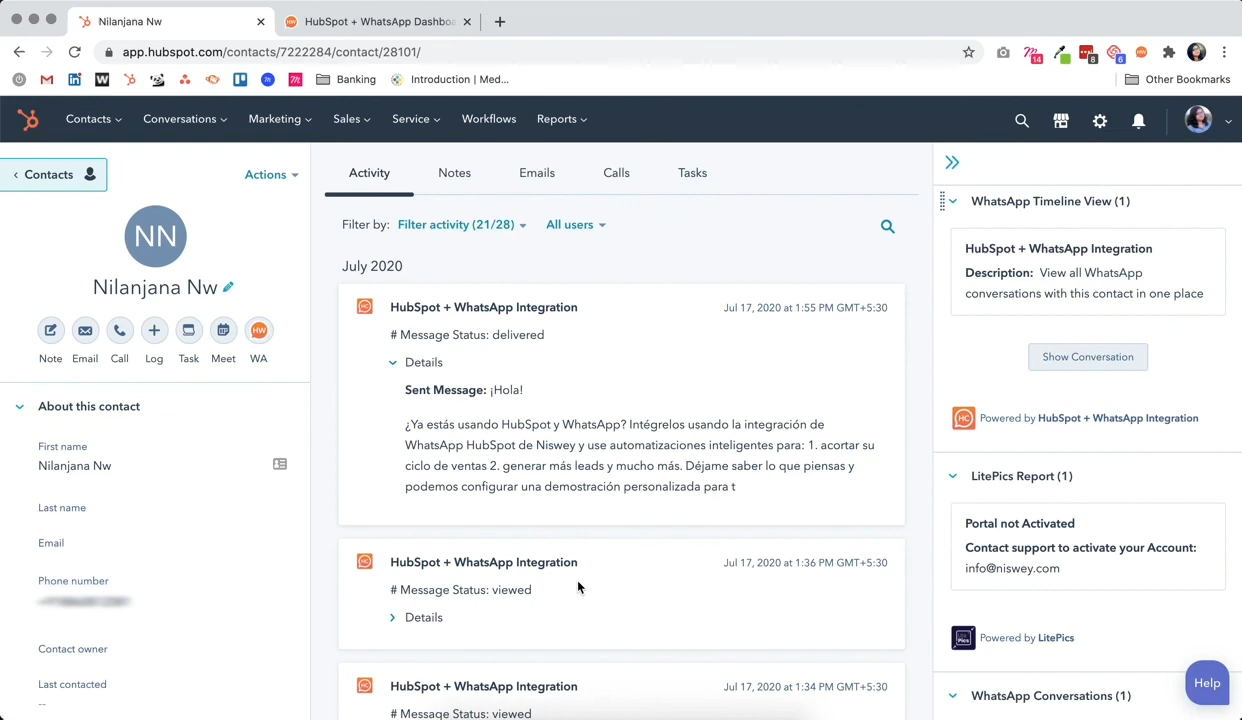 Nilanjana Nw
HubSpot + WhatsApp Dashboa
app.hubspot.com/contacts/7222284/contact/28101/
14
8
6
HW
Banking
Introduction | Med...
Other Bookmarks
Contacts
Conversations
Marketing
Sales
Service
Workflows
Reports
Contacts
Actions
NN
Nilanjana Nw
HW
Note
Email
Call
Log
Task
Meet
WA
About this contact
First name
Nilanjana Nw
Last name
Email
Phone number
Contact owner
Last contacted
--
Activity
Notes
Emails
Calls
Tasks
Filter by:
Filter activity (21/28)
All users
July 2020
HubSpot + WhatsApp Integration
Jul 17, 2020 at 1:55 PM GMT+5:30
# Message Status: delivered
Details
Sent Message: ¡Hola!
¿Ya estás usando HubSpot y WhatsApp? Intégrelos usando la integración de
WhatsApp HubSpot de Niswey y use automatizaciones inteligentes para: 1. acortar su
ciclo de ventas 2. generar más leads y mucho más. Déjame saber lo que piensas y
podemos configurar una demostración personalizada para t
HubSpot + WhatsApp Integration
Jul 17, 2020 at 1:36 PM GMT+5:30
# Message Status: viewed
Details
HubSpot + WhatsApp Integration
Jul 17, 2020 at 1:34 PM GMT+5:30
# Message Status: viewed
WhatsApp Timeline View (1)
HubSpot + WhatsApp Integration
Description: View all WhatsApp
conversations with this contact in one place
Show Conversation
HC
Powered by HubSpot + WhatsApp Integration
LitePics Report (1)
Portal not Activated
Contact support to activate your Account:
info@niswey.com
Lite
Pics
Powered by LitePics
WhatsApp Conversations (1)
Help